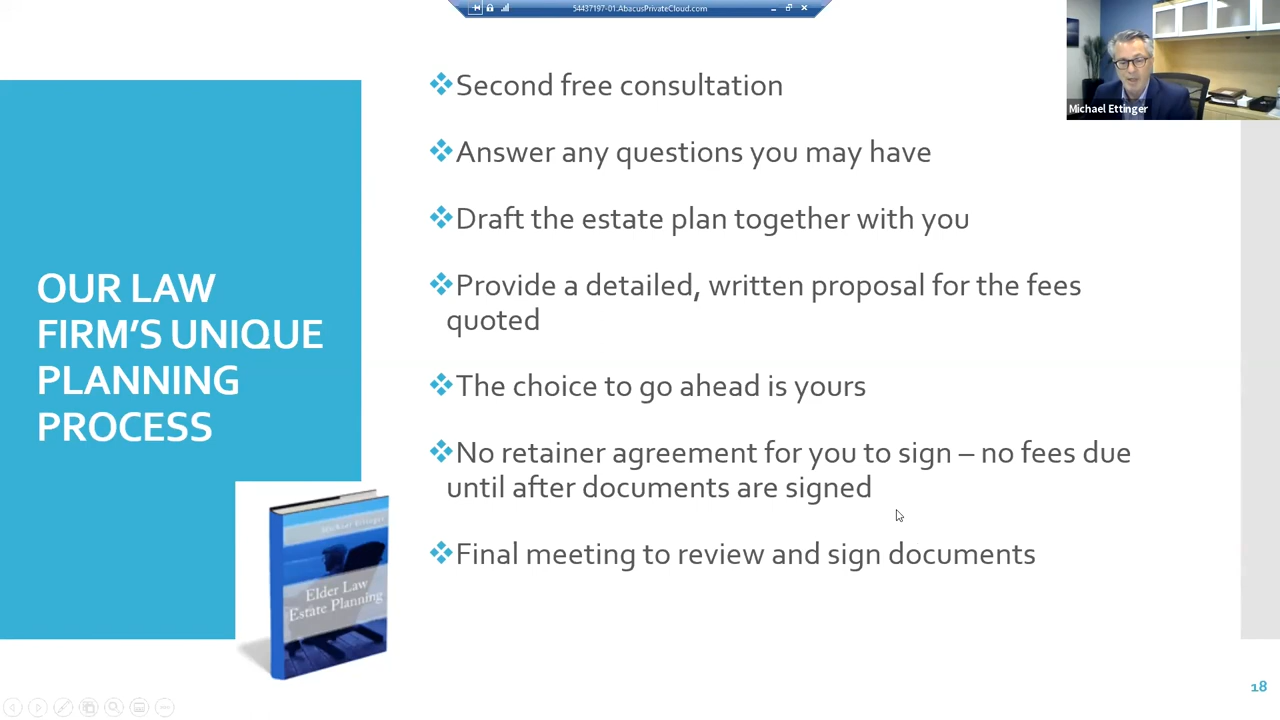 54437197-01.AbacusPrivateCloud.com
Michael Ettinger
OUR LAW
FIRM’S UNIQUE
PLANNING
PROCESS
Second free consultation
Answer any questions you may have
Draft the estate plan together with you
Provide a detailed, written proposal for the fees
quoted
The choice to go ahead is yours
No retainer agreement for you to sign – no fees due
until after documents are signed
Final meeting to review and sign documents
Michael Ettinger
Elder Law
Estate Planning
18